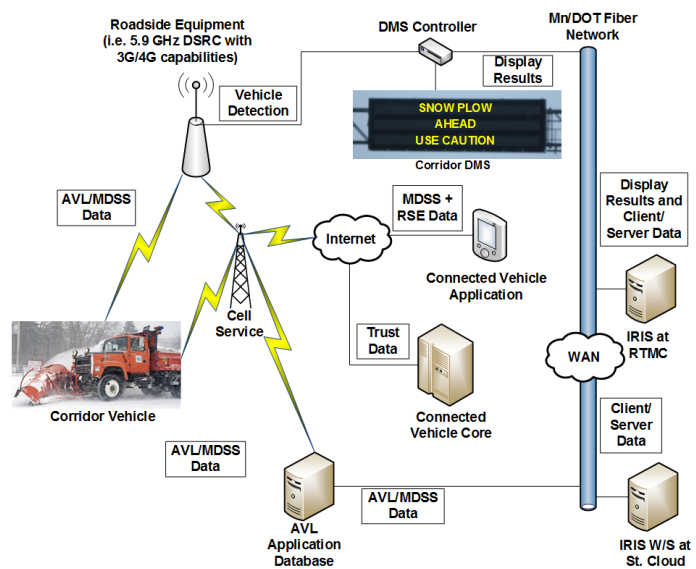 Roadside Equipment
(i.e. 5.9 GHz DSRC with
3G/4G capabilities)
DMS Controller
Mn/DOT Fiber
Network
Vehicle
Detection
Display
Results
SNOW PLOW
AHEAD
USE CAUTION
Corridor DMS
AVL/MDSS
Data
MDSS +
RSE Data
Display
Results and
Client/
Server Data
Internet
Connected Vehicle
Application
Cell
Service
IRIS at
RTMC
Trust
Data
WAN
Corridor Vehicle
Connected
Vehicle Core
Client/
Server
Data
AVL/MDSS
Data
AVL/MDSS
Data
AVL
Application
Database
IRIS W/S at
St. Cloud